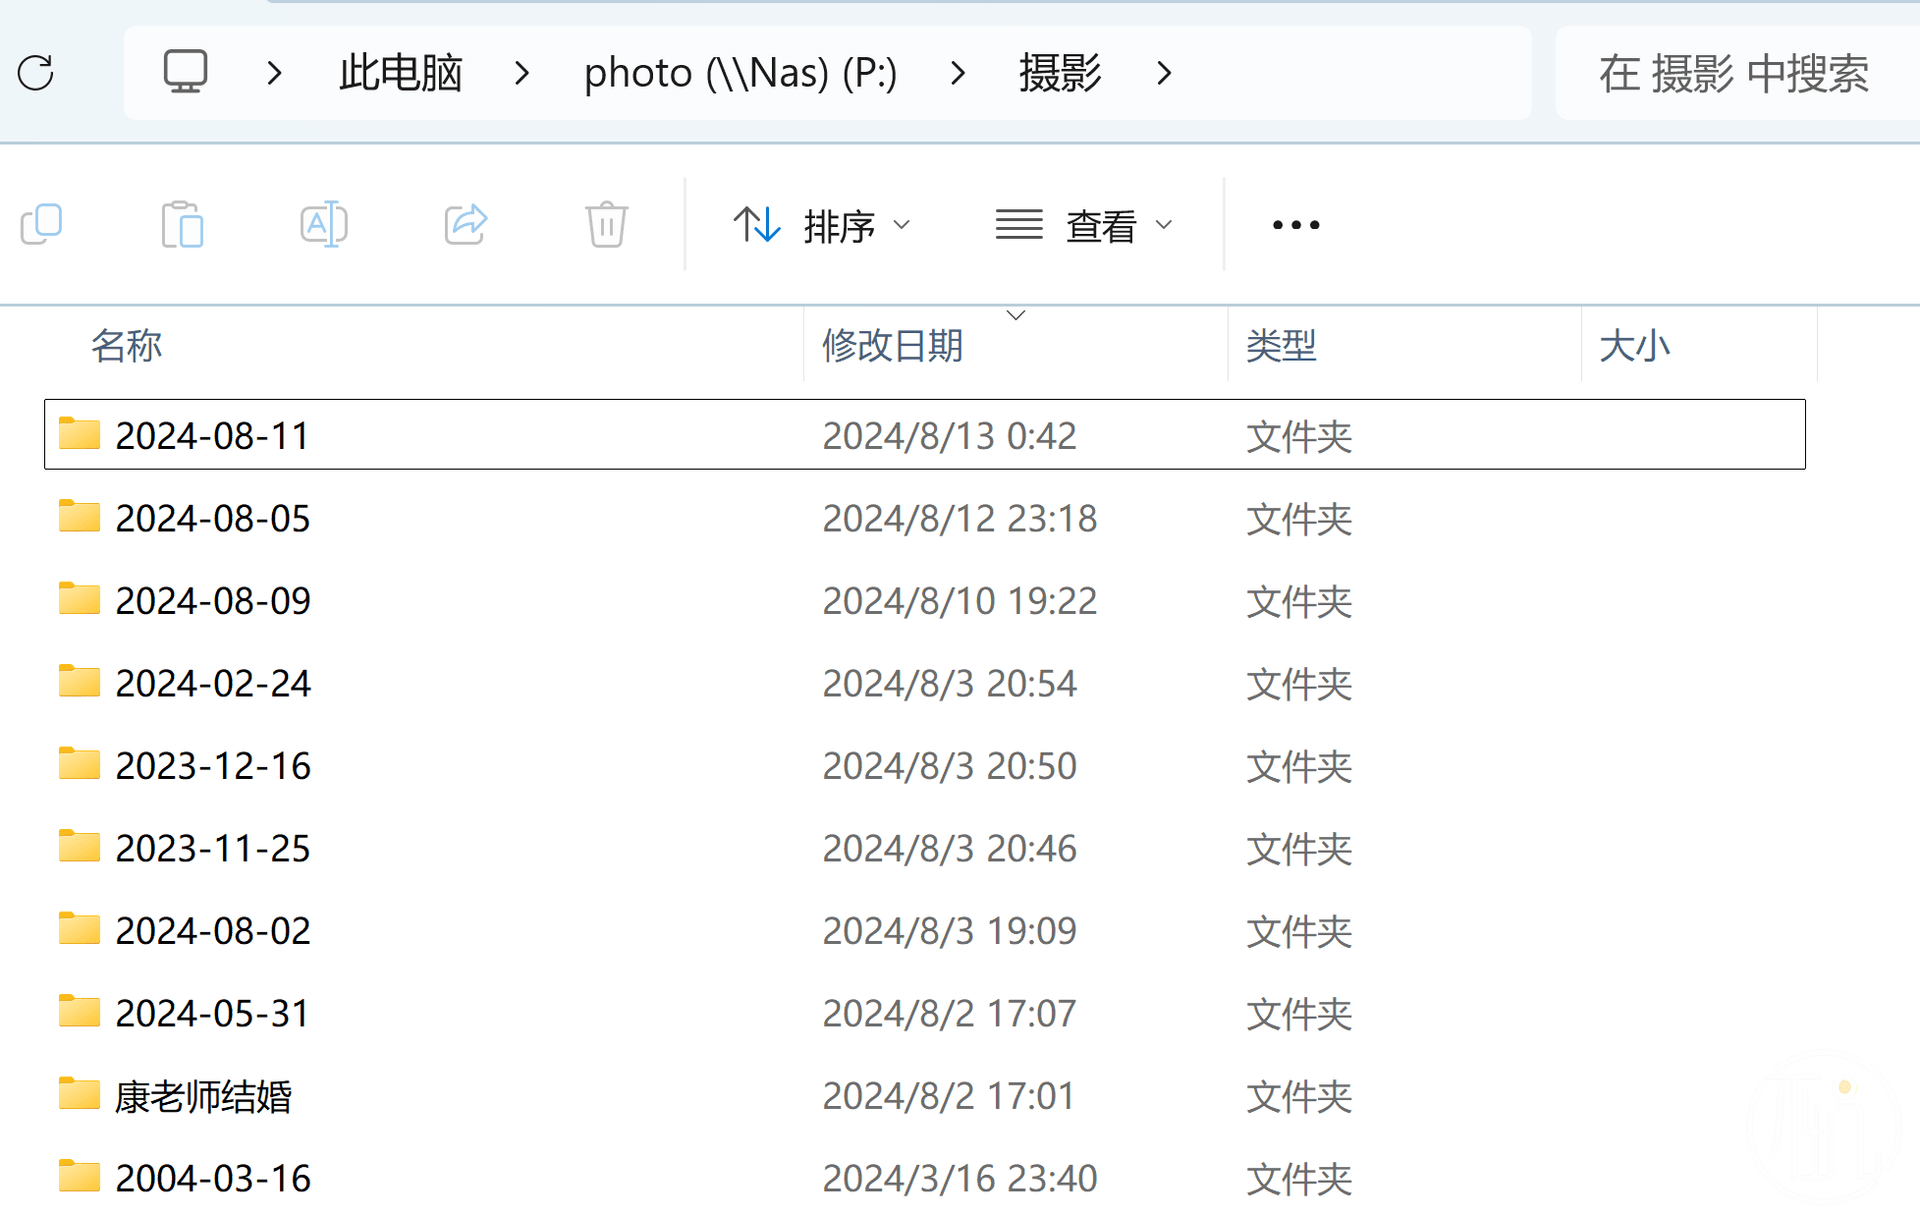 此电脑 photo (\\Nas) (P:) 摄影 在 摄影 中搜索
排序 查看
名称 修改日期 类型 大小
2024-08-11 2024/8/13 0:42 文件夹
2024-08-05 2024/8/12 23:18 文件夹
2024-08-09 2024/8/10 19:22 文件夹
2024-02-24 2024/8/3 20:54 文件夹
2023-12-16 2024/8/3 20:50 文件夹
2023-11-25 2024/8/3 20:46 文件夹
2024-08-02 2024/8/3 19:09 文件夹
2024-05-31 2024/8/2 17:07 文件夹
康老师结婚 2024/8/2 17:01 文件夹
2004-03-16 2024/3/16 23:40 文件夹